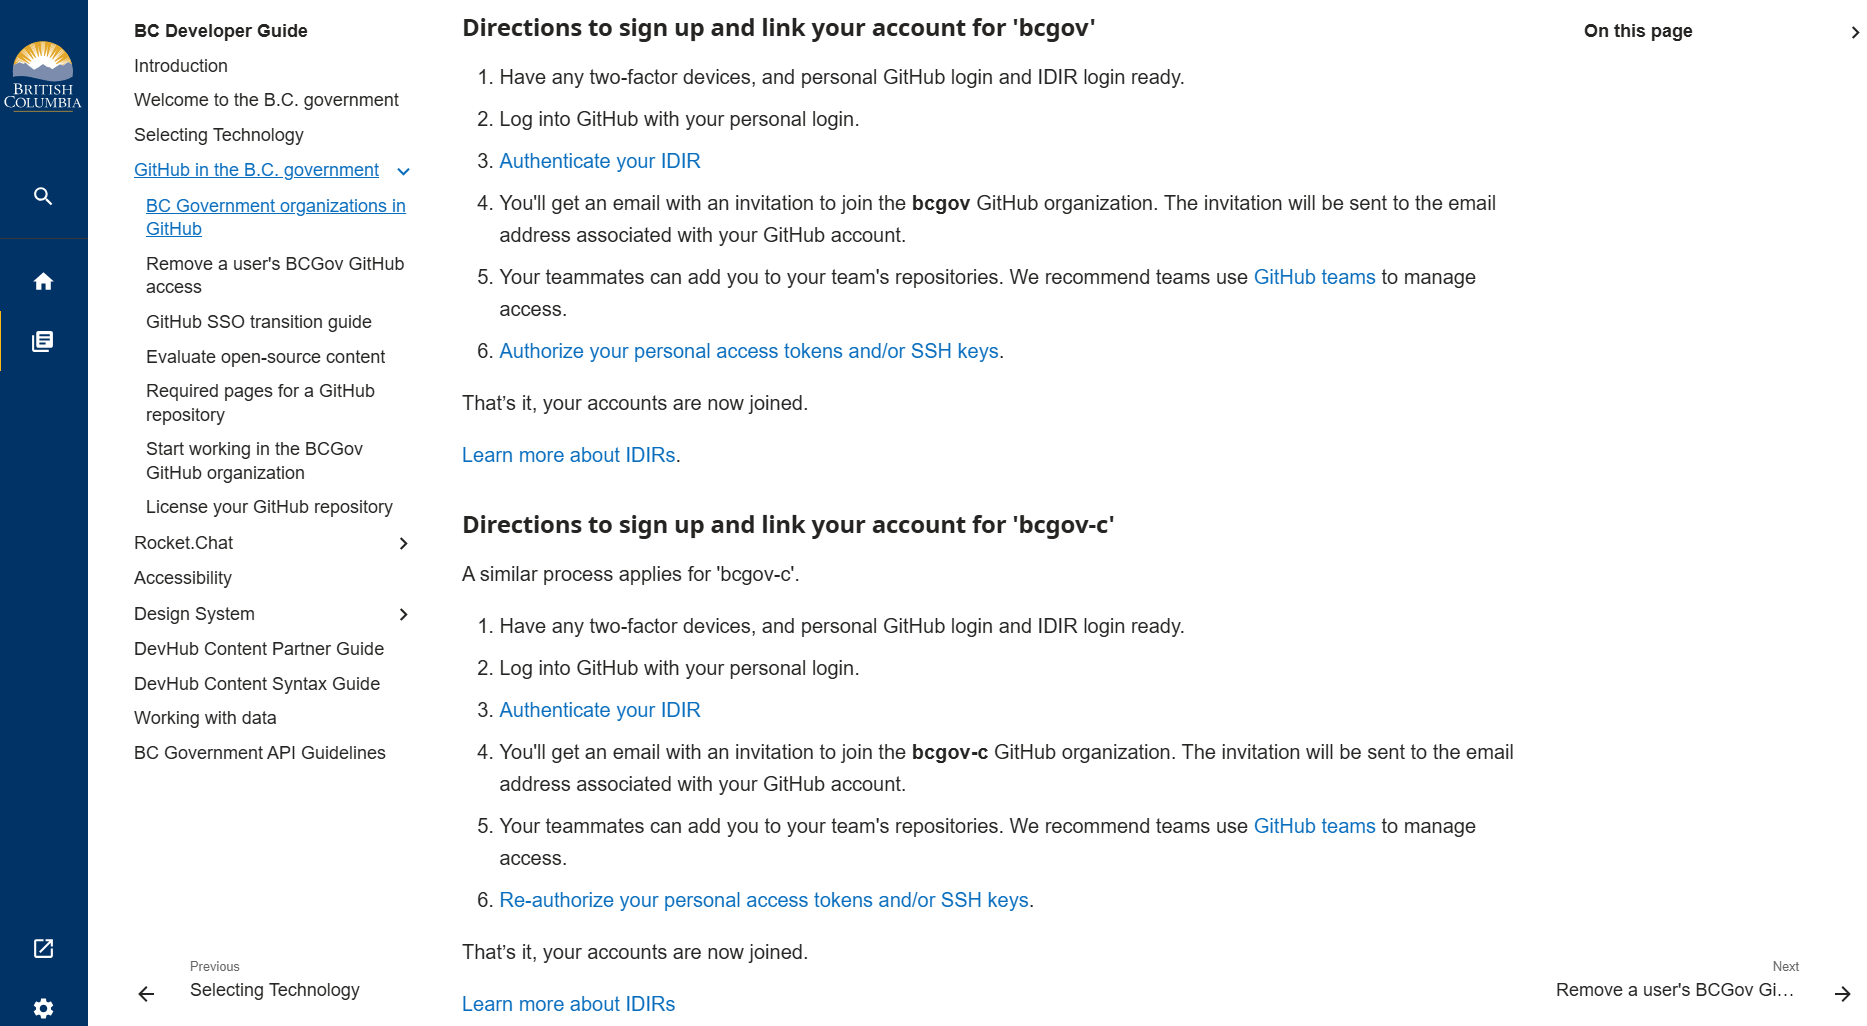 BRITISH
COLUMBIA
BC Developer Guide
Introduction
Welcome to the B.C. government
Selecting Technology
GitHub in the B.C. government
BC Government organizations in
GitHub
Remove a user's BCGov GitHub
access
GitHub SSO transition guide
Evaluate open-source content
Required pages for a GitHub
repository
Start working in the BCGov
GitHub organization
License your GitHub repository
Rocket.Chat
Accessibility
Design System
DevHub Content Partner Guide
DevHub Content Syntax Guide
Working with data
BC Government API Guidelines
Directions to sign up and link your account for 'bcgov'
1. Have any two-factor devices, and personal GitHub login and IDIR login ready.
2. Log into GitHub with your personal login.
3. Authenticate your IDIR
4. You'll get an email with an invitation to join the bcgov GitHub organization. The invitation will be sent to the email
address associated with your GitHub account.
5. Your teammates can add you to your team's repositories. We recommend teams use GitHub teams to manage
access.
6. Authorize your personal access tokens and/or SSH keys.
That’s it, your accounts are now joined.
Learn more about IDIRs.
Directions to sign up and link your account for 'bcgov-c'
A similar process applies for 'bcgov-c'.
1. Have any two-factor devices, and personal GitHub login and IDIR login ready.
2. Log into GitHub with your personal login.
3. Authenticate your IDIR
4. You'll get an email with an invitation to join the bcgov-c GitHub organization. The invitation will be sent to the email
address associated with your GitHub account.
5. Your teammates can add you to your team's repositories. We recommend teams use GitHub teams to manage
access.
6. Re-authorize your personal access tokens and/or SSH keys.
That’s it, your accounts are now joined.
Learn more about IDIRs
On this page
Previous
Selecting Technology
Next
Remove a user's BCGov Gi…